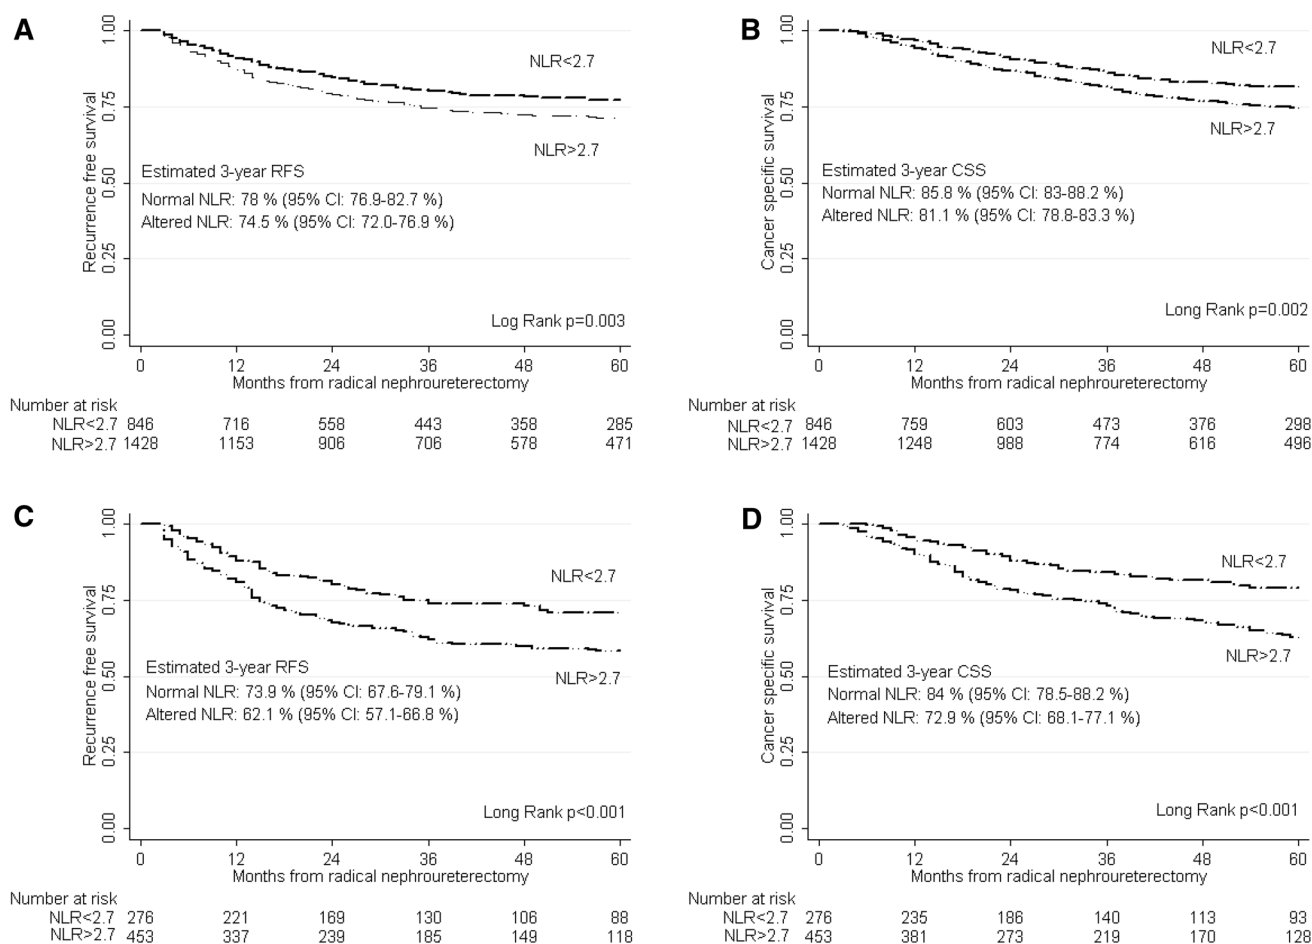 A
1.00
0.75
0.50
0.25
0.00
Recurrence free survival
NLR<2.7
NLR>2.7
Estimated 3-year RFS
Normal NLR: 78 % (95% CI: 76.9-82.7 %)
Altered NLR: 74.5 % (95% CI: 72.0-76.9 %)
Log Rank p=0.003
0 12 24 36 48 60
Months from radical nephroureterectomy
Number at risk
NLR<2.7 846 716 558 443 358 285
NLR>2.7 1428 1153 906 706 578 471
B
1.00
0.75
0.50
0.25
0.00
Cancer specific survival
NLR<2.7
NLR>2.7
Estimated 3-year CSS
Normal NLR: 85.8 % (95% CI: 83-88.2 %)
Altered NLR: 81.1 % (95% CI: 78.8-83.3 %)
Long Rank p=0.002
0 12 24 36 48 60
Months from radical nephroureterectomy
Number at risk
NLR<2.7 846 759 603 473 376 298
NLR>2.7 1428 1248 988 774 616 496
C
1.00
0.75
0.50
0.25
0.00
Recurrence free survival
NLR<2.7
NLR>2.7
Estimated 3-year RFS
Normal NLR: 73.9 % (95% CI: 67.6-79.1 %)
Altered NLR: 62.1 % (95% CI: 57.1-66.8 %)
Long Rank p<0.001
0 12 24 36 48 60
Months from radical nephroureterectomy
Number at risk
NLR<2.7 276 221 169 130 106 88
NLR>2.7 453 337 239 185 149 118
D
1.00
0.75
0.50
0.25
0.00
Cancer specific survival
NLR<2.7
NLR>2.7
Estimated 3-year CSS
Normal NLR: 84 % (95% CI: 78.5-88.2 %)
Altered NLR: 72.9 % (95% CI: 68.1-77.1 %)
Long Rank p<0.001
0 12 24 36 48 60
Months from radical nephroureterectomy
Number at risk
NLR<2.7 276 235 186 140 113 93
NLR>2.7 453 381 273 219 170 128